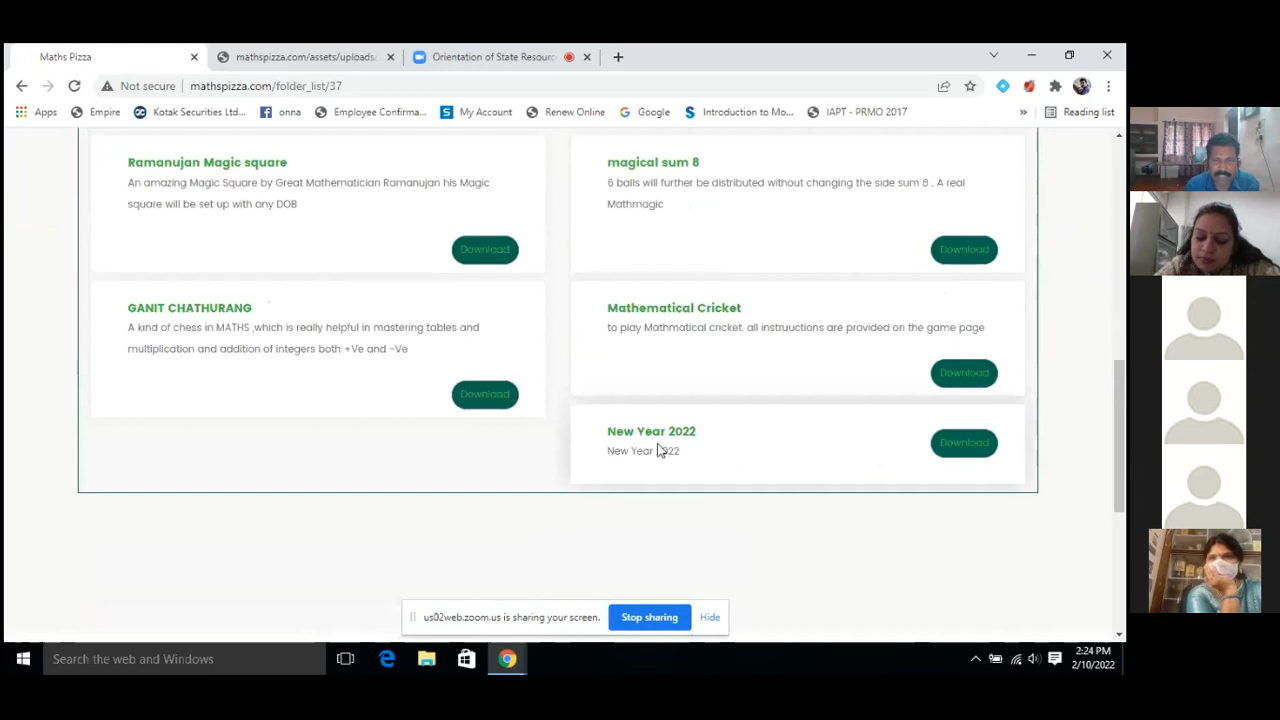 Maths Pizza
mathspizza.com/assets/uploads/
Orientation of State Resourc
Not secure
mathspizza.com/folder_list/37
Apps
Empire
Kotak Securities Ltd...
onna
Employee Confirma...
My Account
Renew Online
Google
Introduction to Mo...
IAPT - PRMO 2017
»
Reading list
Ramanujan Magic square
An amazing Magic Square by Great Mathematician Ramanujan his Magic
square will be set up with any DOB
Download
magical sum 8
6 balls will further be distributed without changing the side sum 8 . A real
Mathmagic
Download
GANIT CHATHURANG
A kind of chess in MATHS ,which is really helpful in mastering tables and
multiplication and addition of integers both +Ve and -Ve
Download
Mathematical Cricket
to play Mathmatical cricket. all instruuctions are provided on the game page
Download
New Year 2022
New Year 2022
Download
us02web.zoom.us is sharing your screen.
Stop sharing
Hide
Search the web and Windows
2:24 PM
2/10/2022